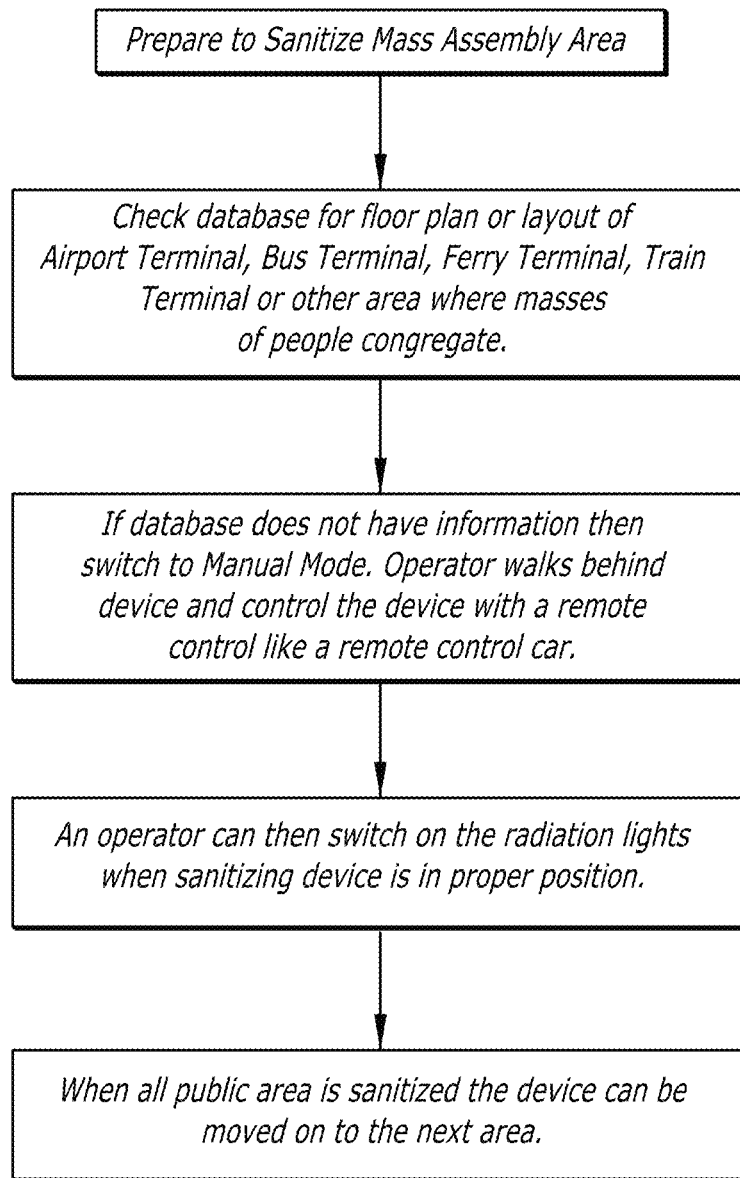 Prepare to Sanitize Mass Assembly Area
Check database for floor plan or layout of
Airport Terminal, Bus Terminal, Ferry Terminal, Train
Terminal or other area where masses
of people congregate.
If database does not have information then
switch to Manual Mode. Operator walks behind
device and control the device with a remote
control like a remote control car.
An operator can then switch on the radiation lights
when sanitizing device is in proper position.
When all public area is sanitized the device can be
moved on to the next area.